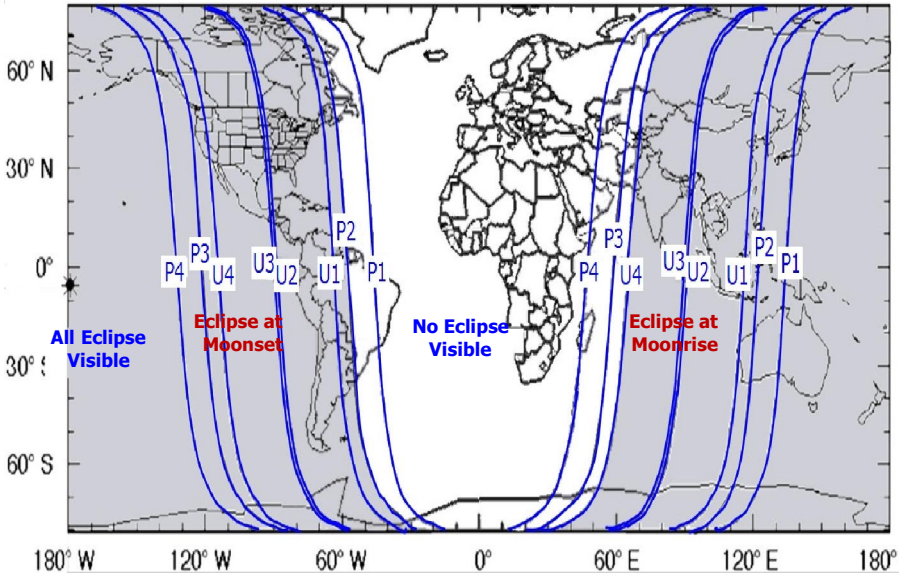 60° N
30° N
0°
30° S
60° S
P4
P3
U4
U3
U2
U1
P2
P1
P4
P3
U4
U3
U2
U1
P2
P1
All Eclipse
Visible
Eclipse at
Moonset
No Eclipse
Visible
Eclipse at
Moonrise
180° W
120° W
60° W
0°
60° E
120° E
180°